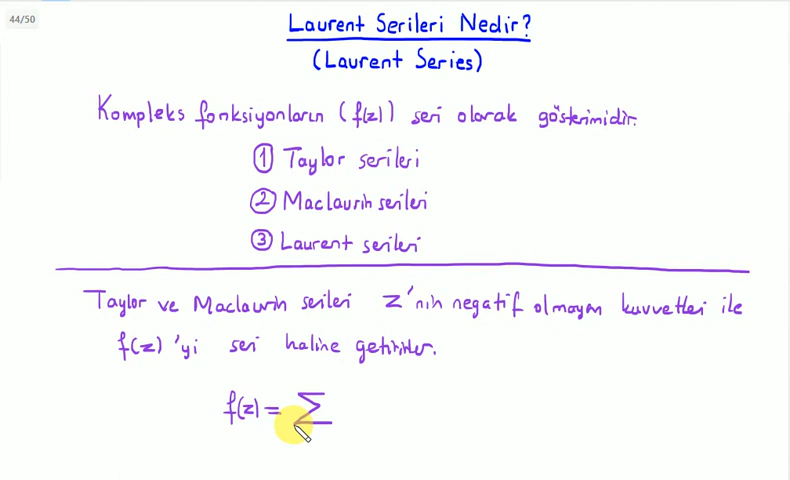 44/50
Laurent Serileri Nedir?
(Laurent Series)
Kompleks fonksiyonların (f(z)) seri olarak gösterimidir.
① Taylor serileri
② Maclaurin serileri
③ Laurent serileri
Taylor ve Maclaurin serileri z'nin negatif olmayan kuvvetleri ile
f(z)'yi seri haline getirirler.
f(z) = ∑